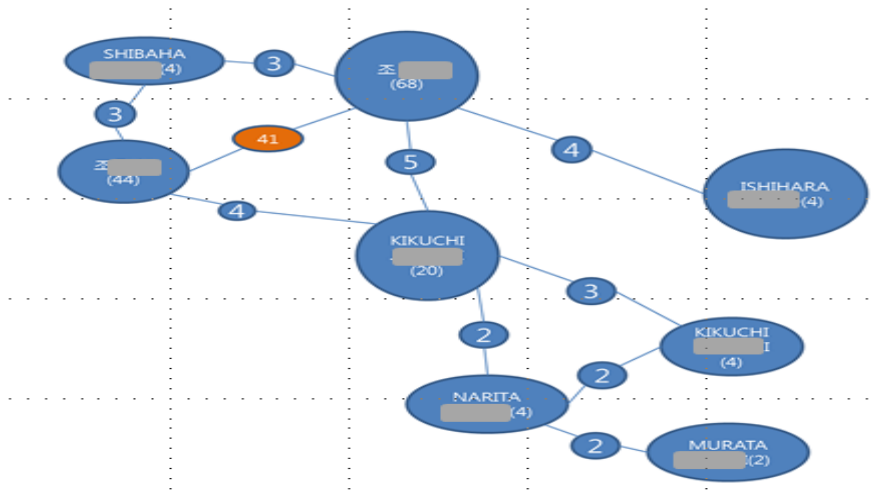 SHIBAHA
(4)
3
조
(68)
3
41
조
(44)
5
4
ISHIHARA
(4)
4
KIKUCHI
(20)
3
2
KIKUCHI
I
(4)
2
NARITA
(4)
2
MURATA
(2)